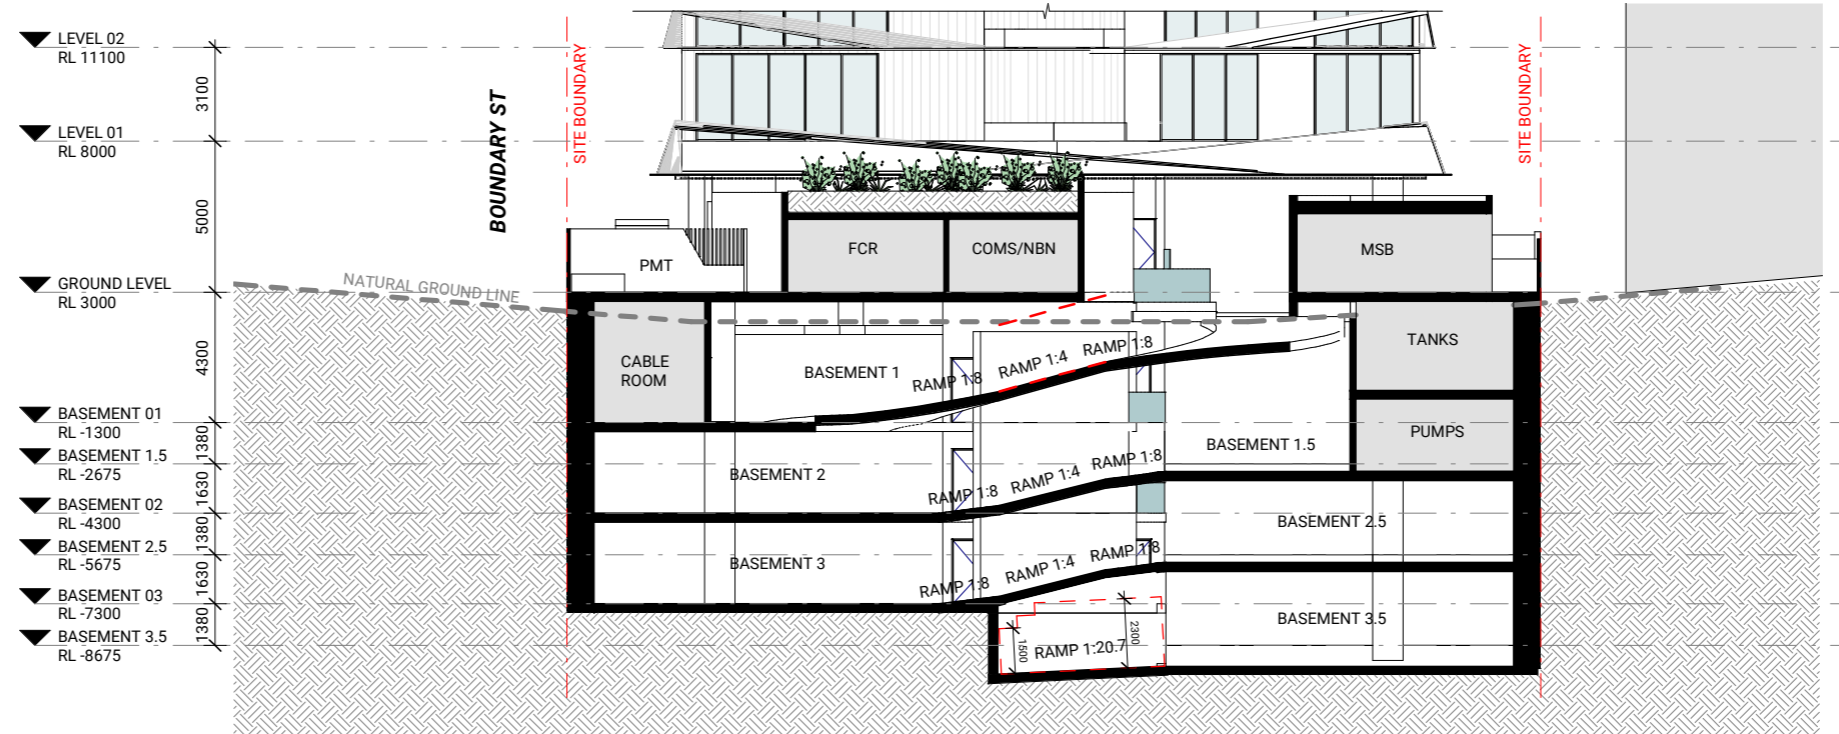 LEVEL 02
RL 11100
3100
LEVEL 01
RL 8000
5000
GROUND LEVEL
RL 3000
4300
BASEMENT 01
RL -1300
1380
BASEMENT 1.5
RL -2675
1630
BASEMENT 02
RL -4300
1380
BASEMENT 2.5
RL -5675
1630
BASEMENT 03
RL -7300
1380
BASEMENT 3.5
RL -8675
BOUNDARY ST
SITE BOUNDARY
SITE BOUNDARY
NATURAL GROUND LINE
PMT
FCR
COMS/NBN
MSB
CABLE
ROOM
BASEMENT 1
RAMP 1:8
RAMP 1:4
RAMP 1:8
TANKS
PUMPS
BASEMENT 1.5
BASEMENT 2
RAMP 1:8
RAMP 1:4
RAMP 1:8
BASEMENT 2.5
BASEMENT 3
RAMP 1:8
RAMP 1:4
RAMP 1:8
BASEMENT 3.5
1500
RAMP 1:20.7
2300